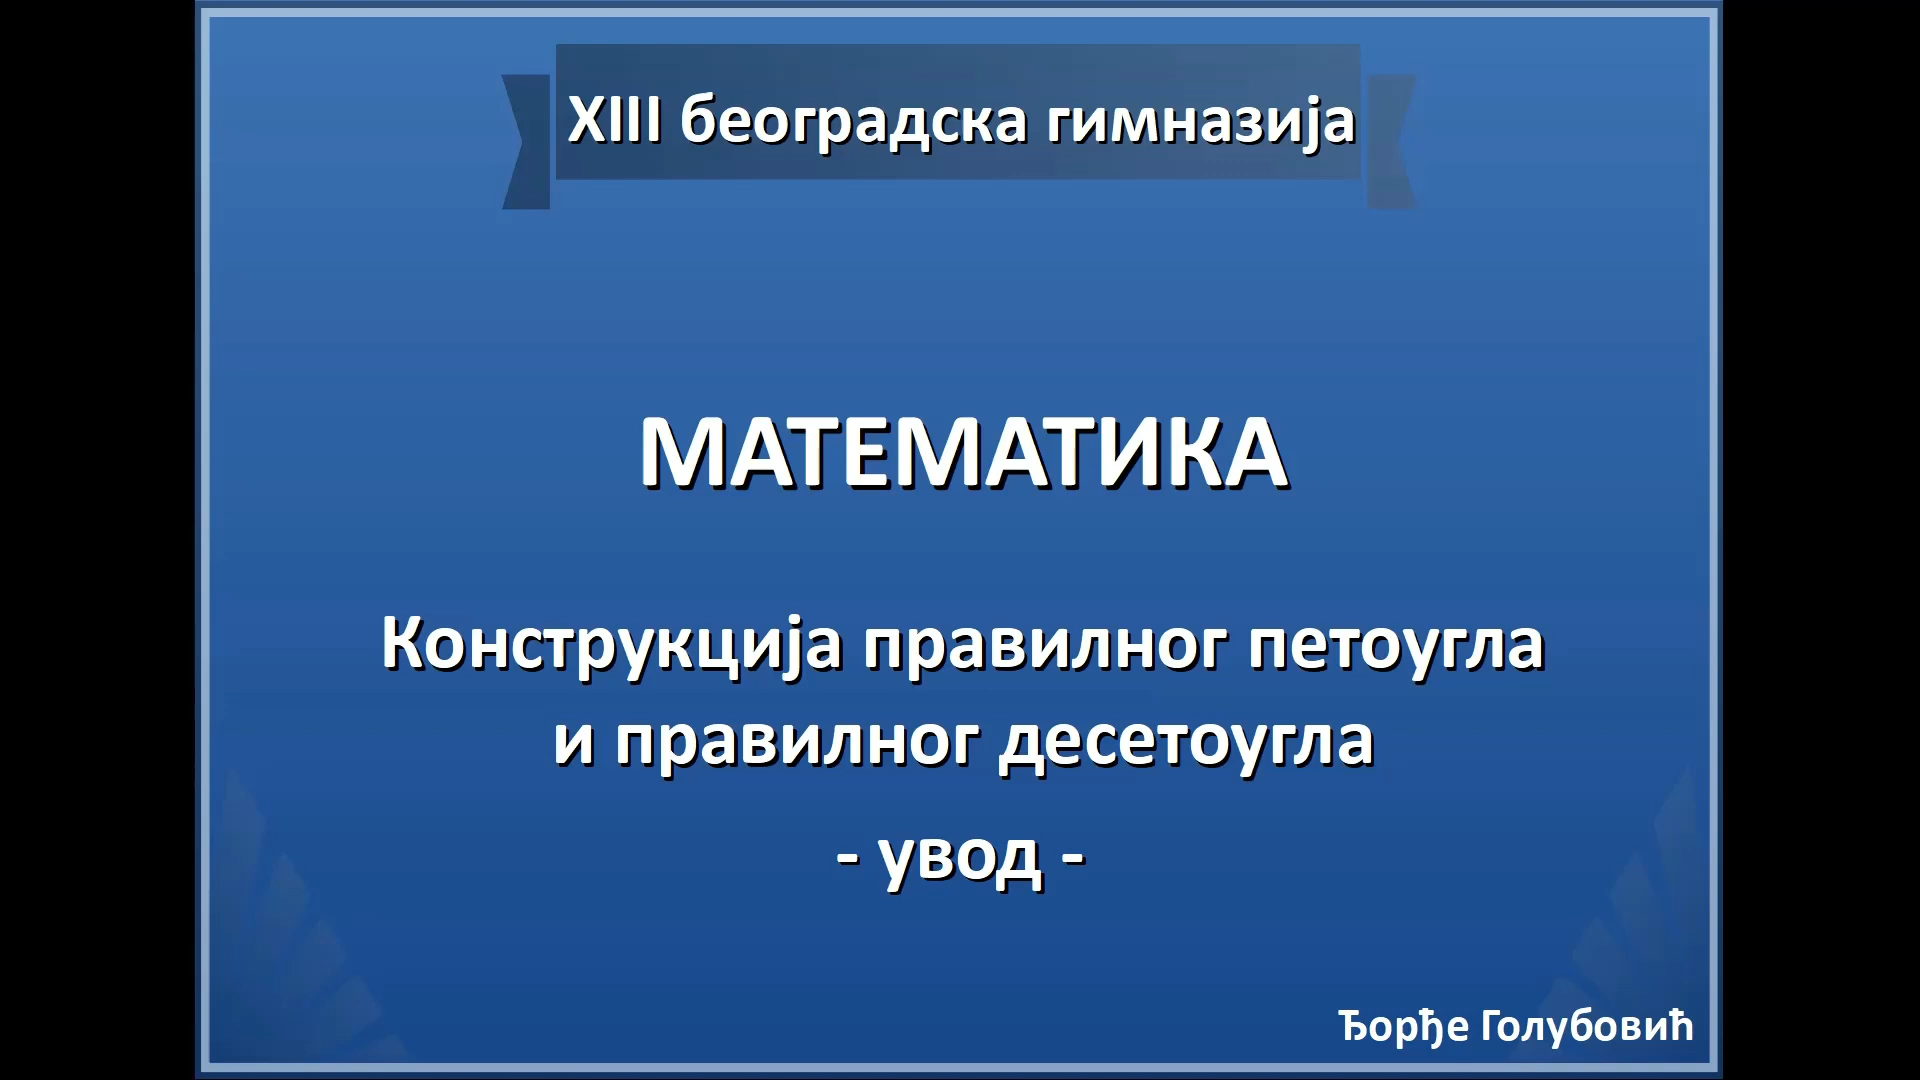 XIII београдска гимназија
МАТЕМАТИКА
Конструкција правилног петоугла
и правилног десетоугла
- увод -
Ђорђе Голубовић